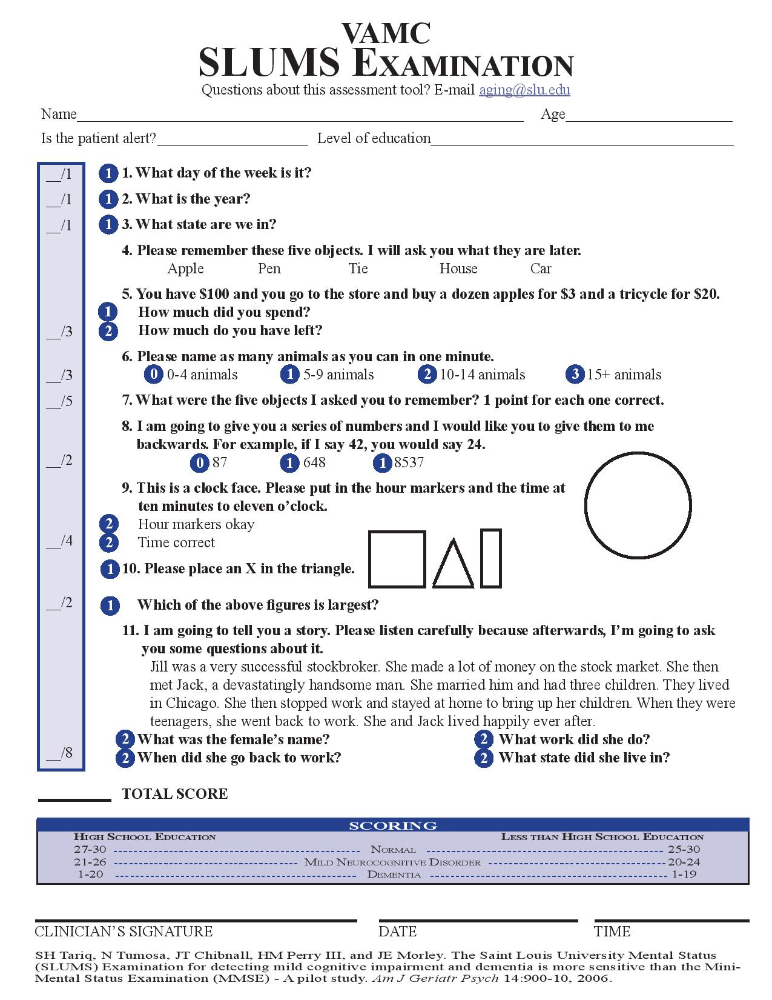 VAMC
SLUMS EXAMINATION
Questions about this assessment tool? E-mail aging@slu.edu
Name Age
Is the patient alert? Level of education
__/1 1 1. What day of the week is it?
__/1 1 2. What is the year?
__/1 1 3. What state are we in?
4. Please remember these five objects. I will ask you what they are later.
Apple Pen Tie House Car
5. You have $100 and you go to the store and buy a dozen apples for $3 and a tricycle for $20.
1 How much did you spend?
__/3 2 How much do you have left?
6. Please name as many animals as you can in one minute.
__/3 0 0-4 animals 1 5-9 animals 2 10-14 animals 3 15+ animals
__/5 7. What were the five objects I asked you to remember? 1 point for each one correct.
8. I am going to give you a series of numbers and I would like you to give them to me
backwards. For example, if I say 42, you would say 24.
__/2 0 87 1 648 1 8537
9. This is a clock face. Please put in the hour markers and the time at
ten minutes to eleven o’clock.
2 Hour markers okay
__/4 2 Time correct
1 10. Please place an X in the triangle.
__/2 1 Which of the above figures is largest?
11. I am going to tell you a story. Please listen carefully because afterwards, I’m going to ask
you some questions about it.
Jill was a very successful stockbroker. She made a lot of money on the stock market. She then
met Jack, a devastatingly handsome man. She married him and had three children. They lived
in Chicago. She then stopped work and stayed at home to bring up her children. When they were
teenagers, she went back to work. She and Jack lived happily ever after.
2 What was the female’s name? 2 What work did she do?
__/8 2 When did she go back to work? 2 What state did she live in?
TOTAL SCORE
SCORING
HIGH SCHOOL EDUCATION LESS THAN HIGH SCHOOL EDUCATION
27-30 NORMAL 25-30
21-26 MILD NEUROCOGNITIVE DISORDER 20-24
1-20 DEMENTIA 1-19
CLINICIAN’S SIGNATURE DATE TIME
SH Tariq, N Tumosa, JT Chibnall, HM Perry III, and JE Morley. The Saint Louis University Mental Status
(SLUMS) Examination for detecting mild cognitive impairment and dementia is more sensitive than the Mini-
Mental Status Examination (MMSE) - A pilot study. Am J Geriatr Psych 14:900-10, 2006.